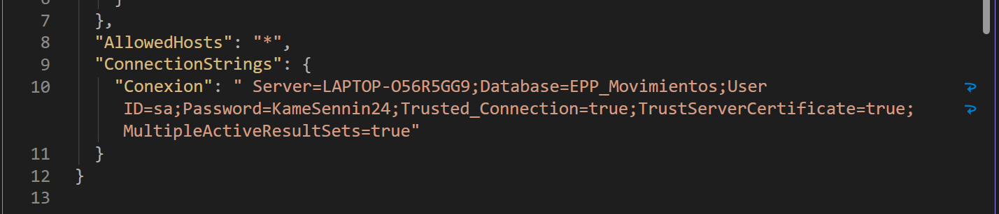 7 },
8 "AllowedHosts": "*",
9 "ConnectionStrings": {
10 "Conexion": " Server=LAPTOP-O56R5GG9;Database=EPP_Movimientos;User
ID=sa;Password=KameSennin24;Trusted_Connection=true;TrustServerCertificate=true;
MultipleActiveResultSets=true"
11 }
12 }
13